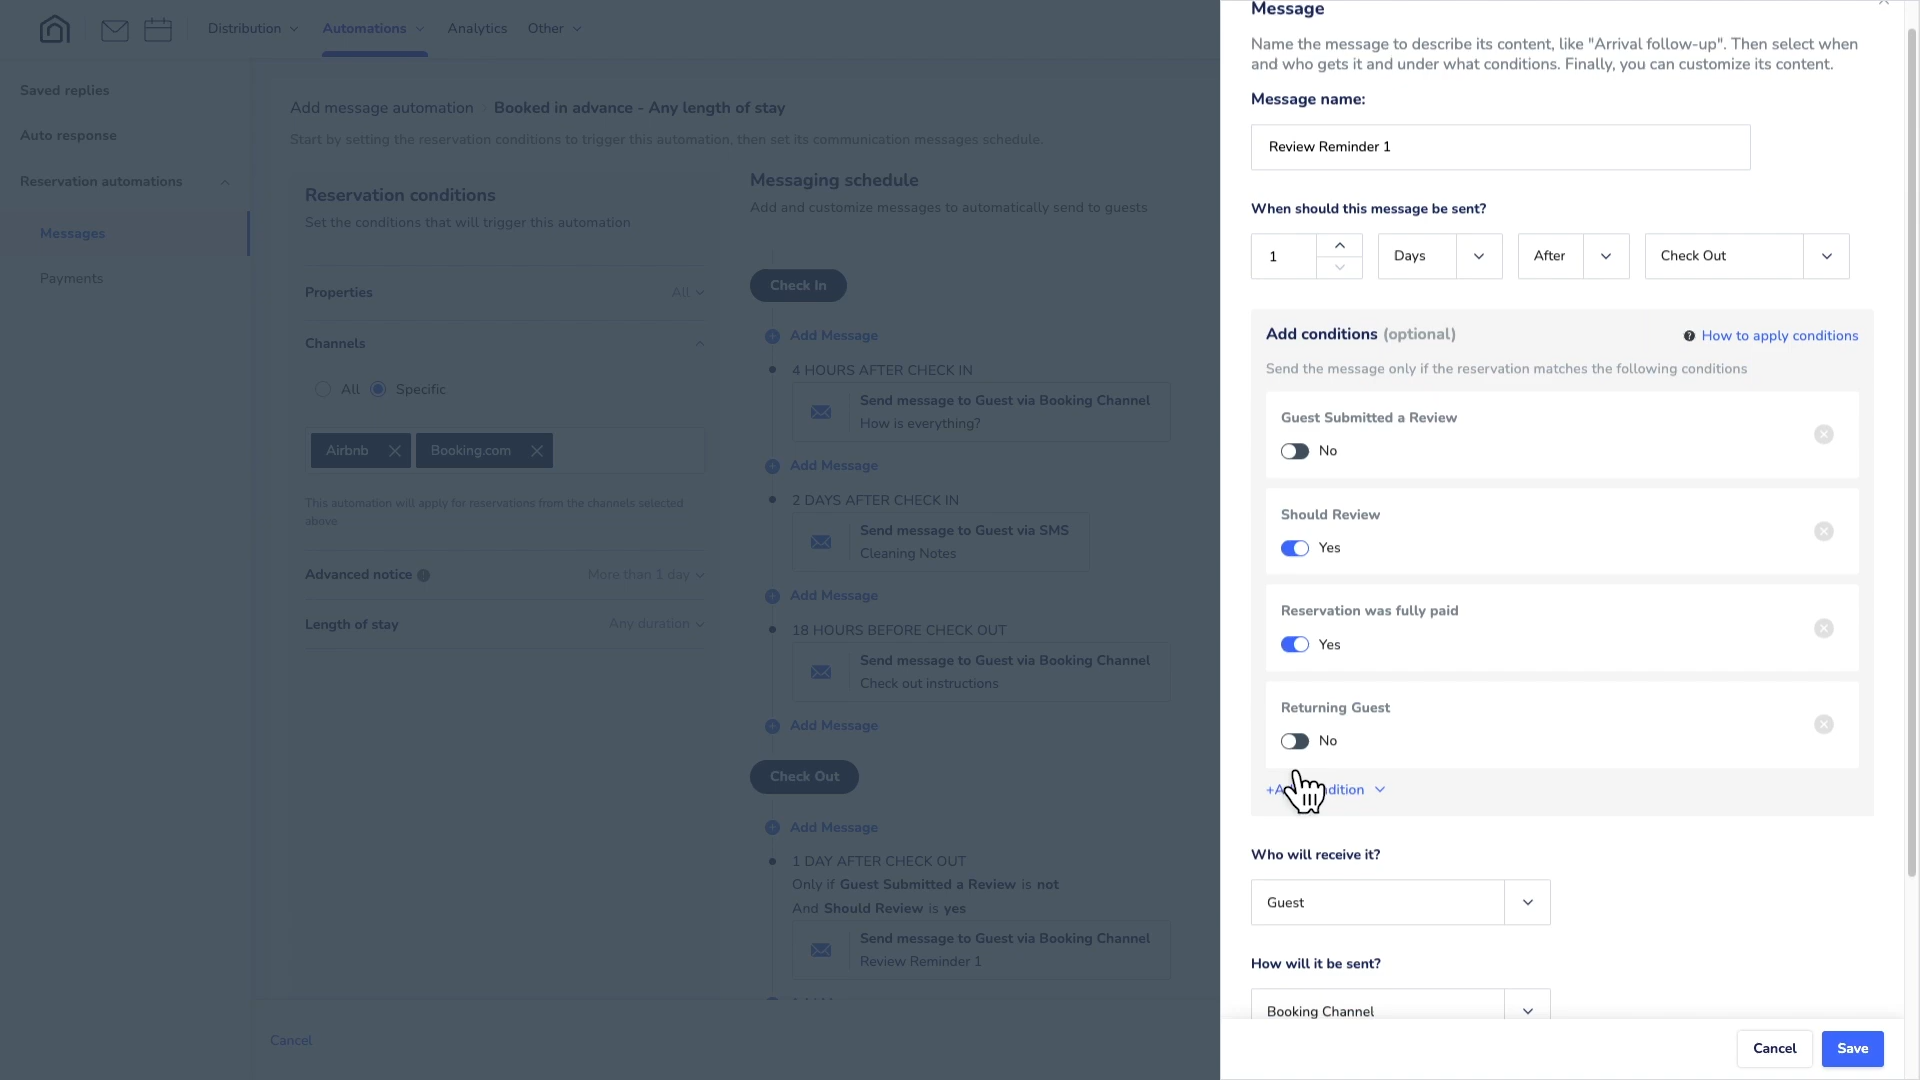 Distribution
Automations
Analytics
Other
Saved replies
Auto response
Reservation automations
Messages
Payments
Add message automation
Booked in advance - Any length of stay
Start by setting the reservation conditions to trigger this automation, then set its communication messages schedule.
Reservation conditions
Set the conditions that will trigger this automation
Properties
All
Channels
All
Specific
Airbnb
Booking.com
This automation will apply for reservations from the channels selected
above
Advanced notice
More than 1 day
Length of stay
Any duration
Messaging schedule
Add and customize messages to automatically send to guests
Check In
Add Message
4 HOURS AFTER CHECK IN
Send message to Guest via Booking Channel
How is everything?
Add Message
2 DAYS AFTER CHECK IN
Send message to Guest via SMS
Cleaning Notes
Add Message
18 HOURS BEFORE CHECK OUT
Send message to Guest via Booking Channel
Check out instructions
Add Message
Check Out
Add Message
1 DAY AFTER CHECK OUT
Only if Guest Submitted a Review is not
And Should Review is yes
Send message to Guest via Booking Channel
Review Reminder 1
Cancel
Message
Name the message to describe its content, like "Arrival follow-up". Then select when
and who gets it and under what conditions. Finally, you can customize its content.
Message name:
Review Reminder 1
When should this message be sent?
1
Days
After
Check Out
Add conditions (optional)
How to apply conditions
Send the message only if the reservation matches the following conditions
Guest Submitted a Review
No
Should Review
Yes
Reservation was fully paid
Yes
Returning Guest
No
Who will receive it?
Guest
How will it be sent?
Booking Channel
Cancel
Save